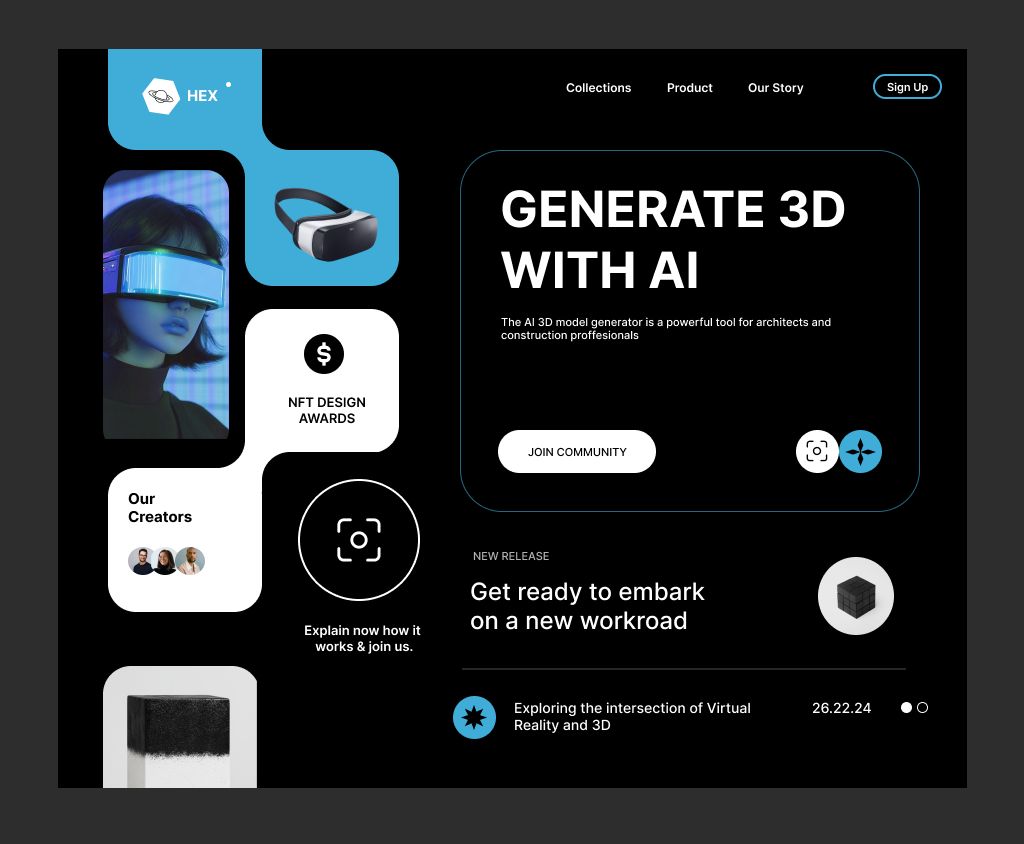 HEX
Collections
Product
Our Story
Sign Up
GENERATE 3D
WITH AI
The AI 3D model generator is a powerful tool for architects and
construction proffesionals
JOIN COMMUNITY
$
NFT DESIGN
AWARDS
Our
Creators
Explain now how it
works & join us.
NEW RELEASE
Get ready to embark
on a new workroad
Exploring the intersection of Virtual
Reality and 3D
26.22.24